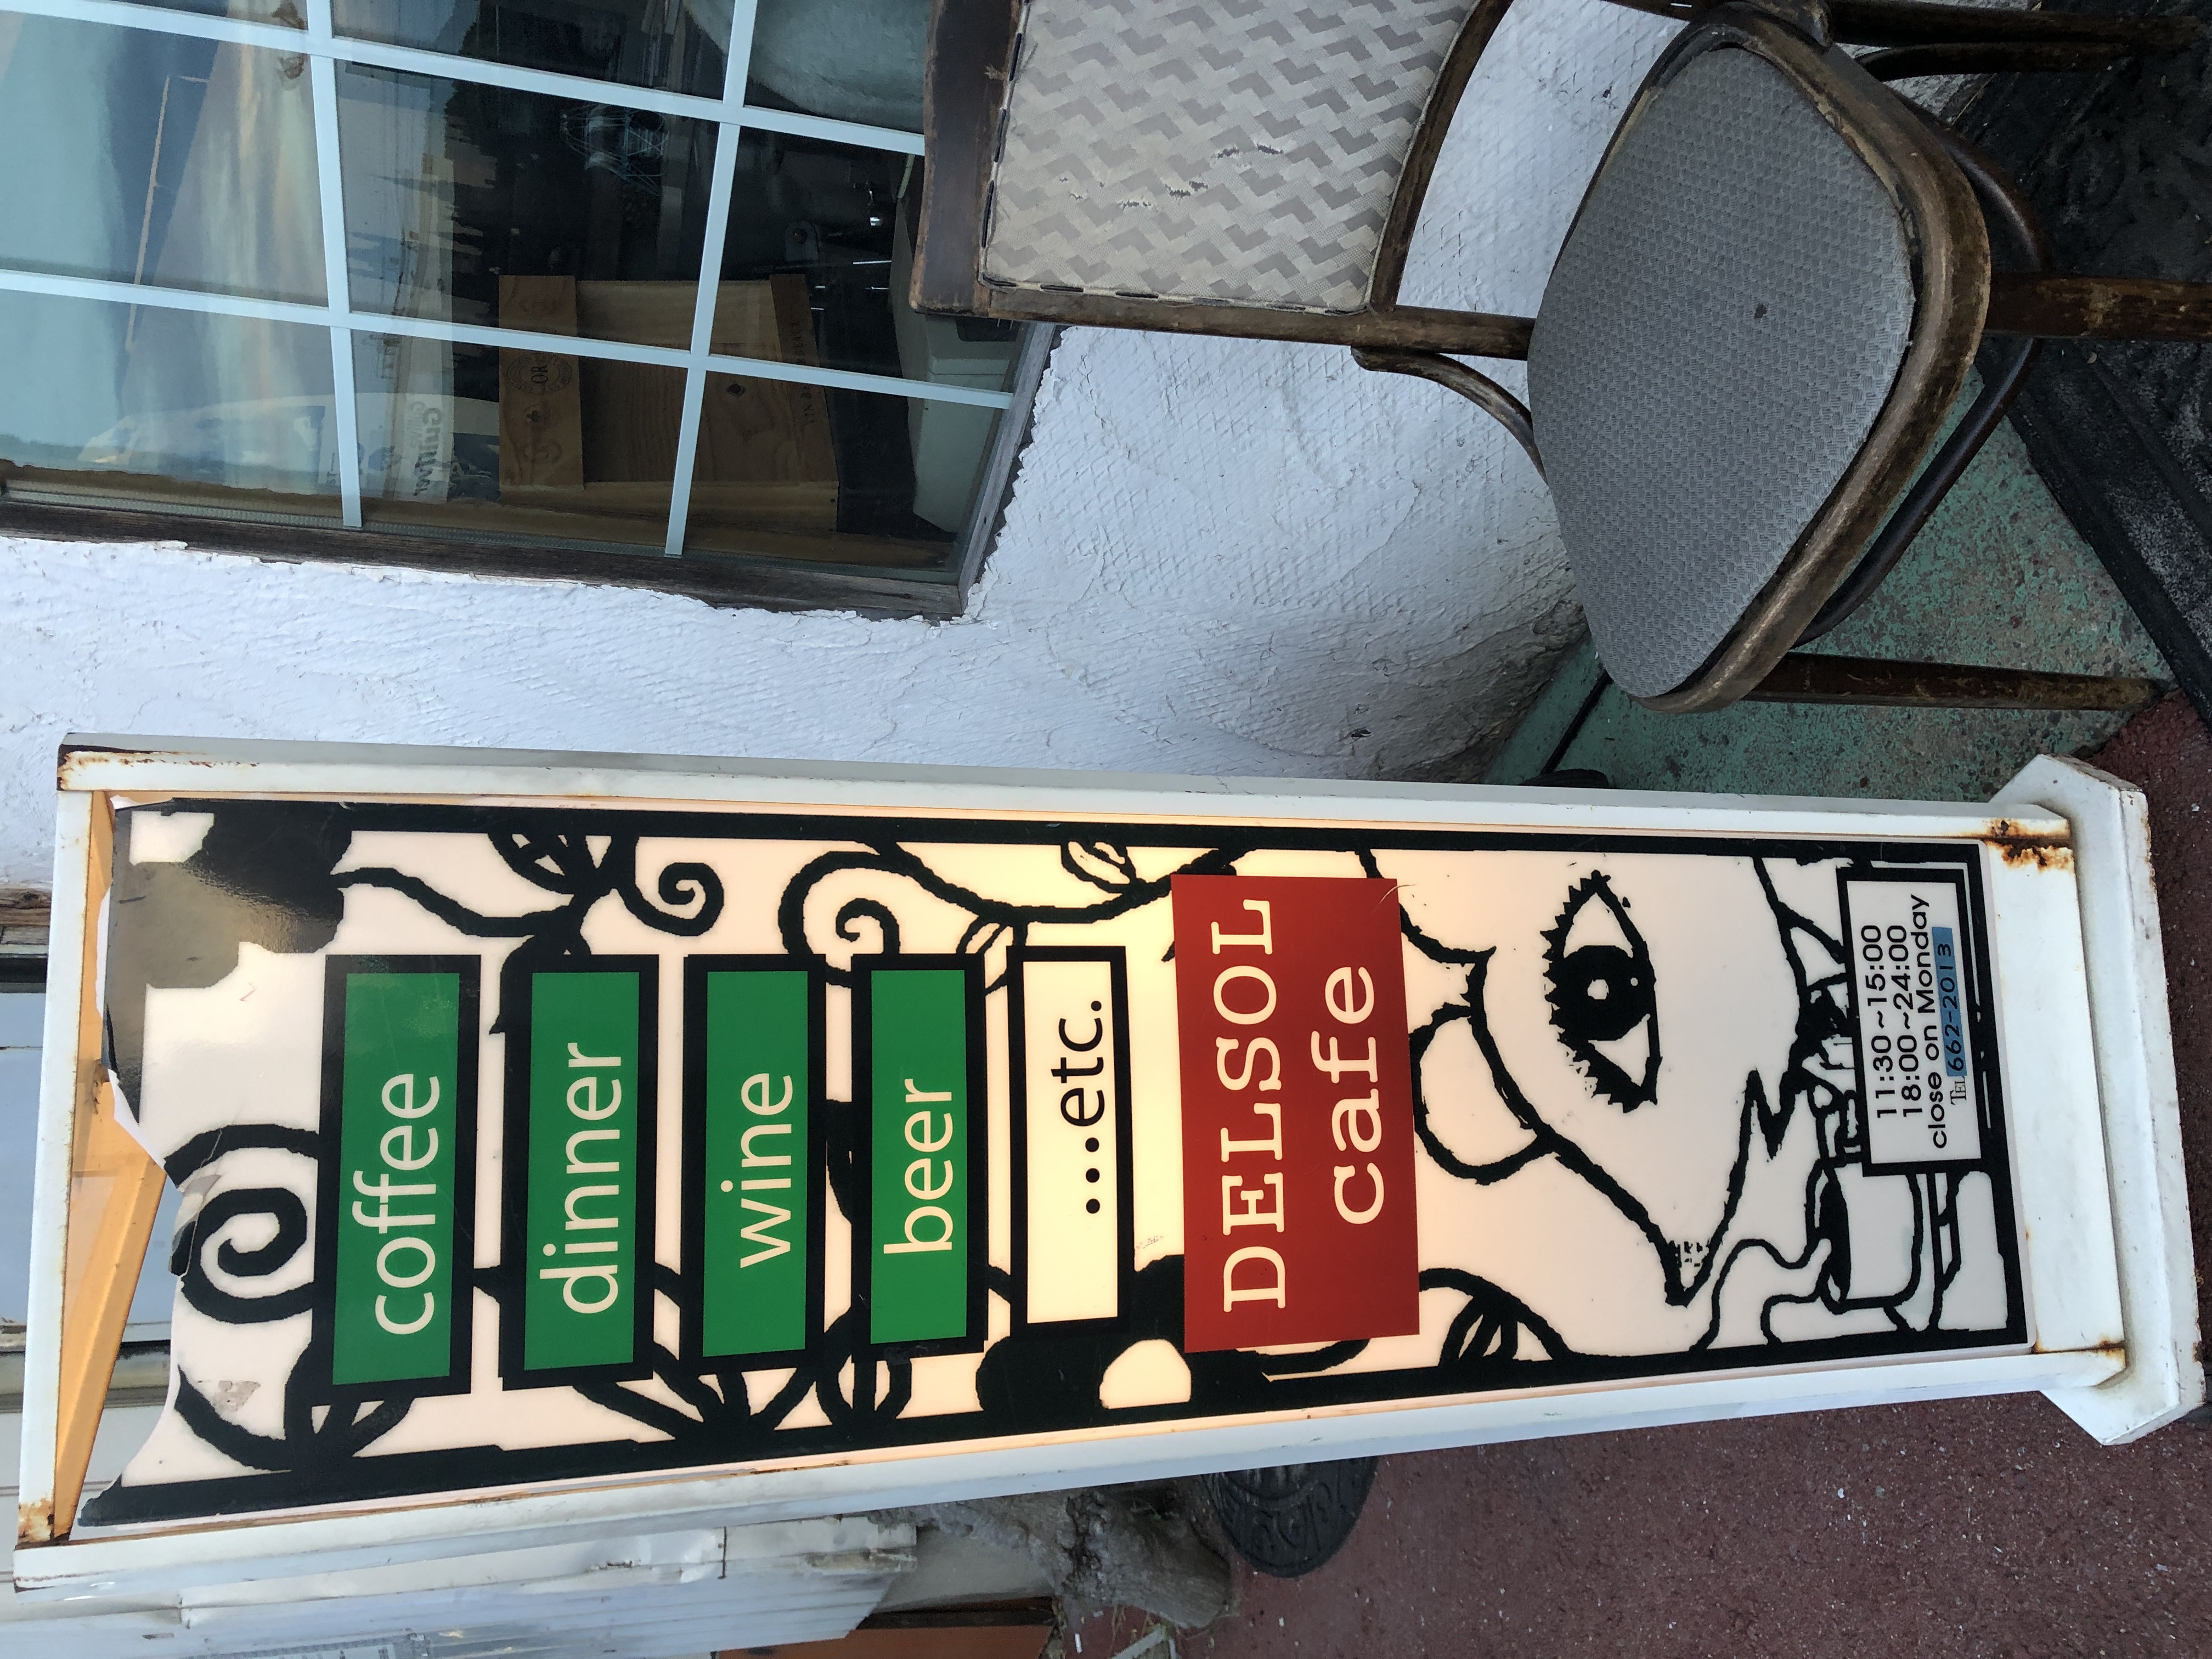 coffee
dinner
wine
beer
...etc.
DELSOL
cafe
11:30~15:00
18:00~24:00
close on Monday
TEL 662-2013